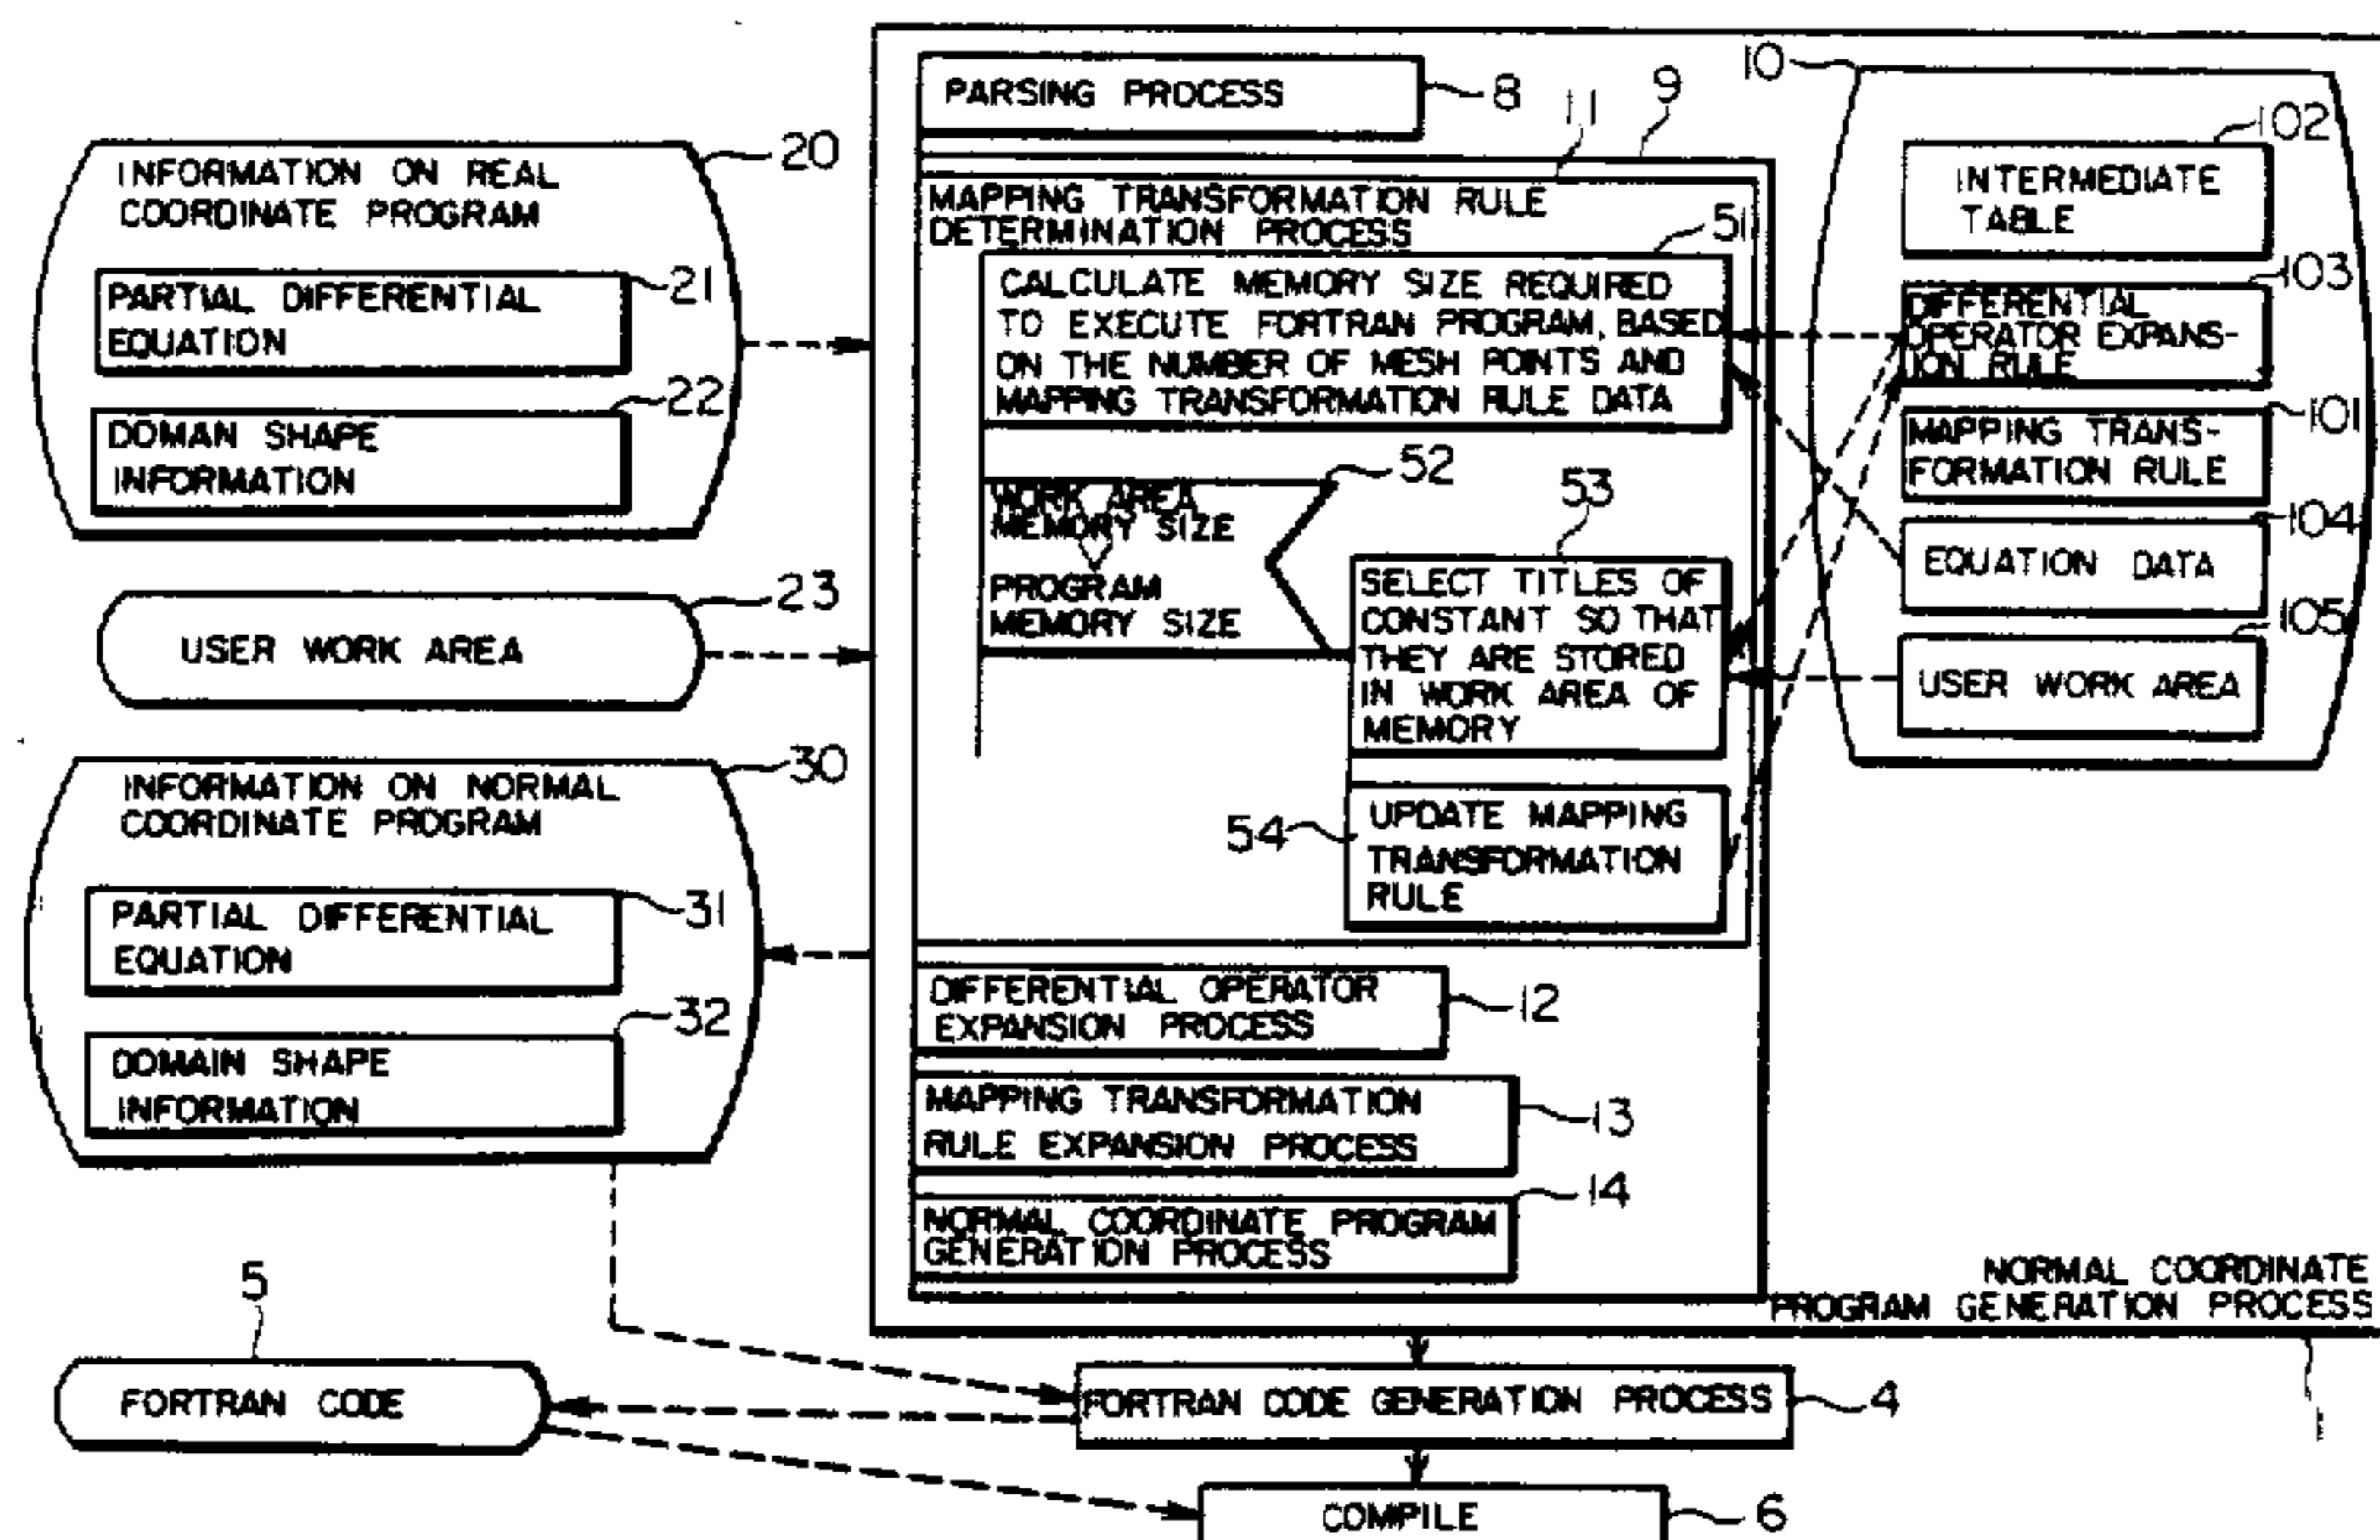 PARSING PROCESS
8
9
11
10
102
INTERMEDIATE
TABLE
20
INFORMATION ON REAL
COORDINATE PROGRAM
21
PARTIAL DIFFERENTIAL
EQUATION
22
DOMAN SHAPE
INFORMATION
23
USER WORK AREA
30
INFORMATION ON NORMAL
COORDINATE PROGRAM
31
PARTIAL DIFFERENTIAL
EQUATION
32
DOMAIN SHAPE
INFORMATION
5
FORTRAN CODE
MAPPING TRANSFORMATION RULE
DETERMINATION PROCESS
51
CALCULATE MEMORY SIZE REQUIRED
TO EXECUTE FORTRAN PROGRAM, BASED
ON THE NUMBER OF MESH POINTS AND
MAPPING TRANSFORMATION RULE DATA
52
WORK AREA
MEMORY SIZE
PROGRAM
MEMORY SIZE
53
SELECT TITLES OF
CONSTANT SO THAT
THEY ARE STORED
IN WORK AREA OF
MEMORY
54
UPDATE MAPPING
TRANSFORMATION
RULE
103
DIFFERENTIAL
OPERATOR EXPANS-
ION RULE
101
MAPPING TRANS-
FORMATION RULE
104
EQUATION DATA
105
USER WORK AREA
DIFFERENTIAL OPERATOR
EXPANSION PROCESS
12
MAPPING TRANSFORMATION
RULE EXPANSION PROCESS
13
14
NORMAL COORDINATE PROGRAM
GENERATION PROCESS
NORMAL COORDINATE
PROGRAM GENERATION PROCESS
1
FORTRAN CODE GENERATION PROCESS
4
COMPILE
6